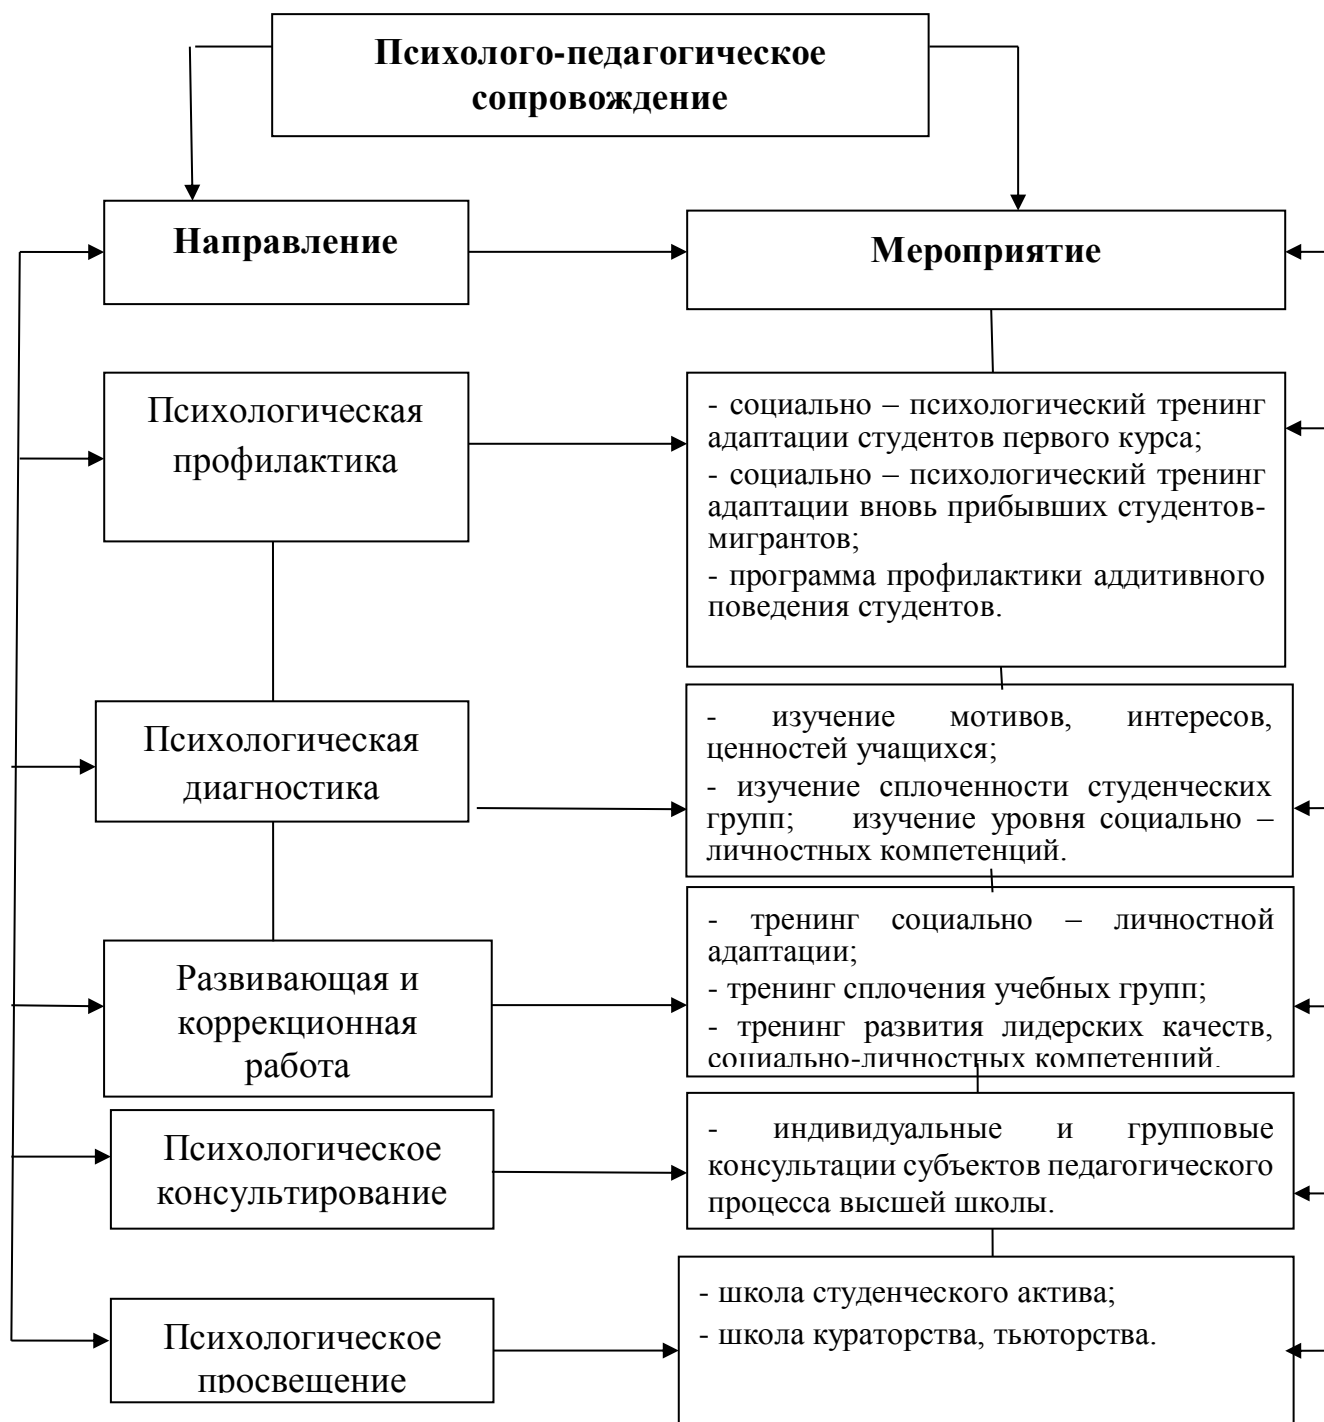 Психолого-педагогическое
сопровождение
Направление
Мероприятие
Психологическая
профилактика
- социально – психологический тренинг
адаптации студентов первого курса;
- социально – психологический тренинг
адаптации вновь прибывших студентов-
мигрантов;
- программа профилактики аддитивного
поведения студентов.
Психологическая
диагностика
- изучение мотивов, интересов,
ценностей учащихся;
- изучение сплоченности студенческих
групп; изучение уровня социально –
личностных компетенций.
Развивающая и
коррекционная
работа
- тренинг социально – личностной
адаптации;
- тренинг сплочения учебных групп;
- тренинг развития лидерских качеств,
социально-личностных компетенций.
Психологическое
консультирование
- индивидуальные и групповые
консультации субъектов педагогического
процесса высшей школы.
Психологическое
просвещение
- школа студенческого актива;
- школа кураторства, тьюторства.